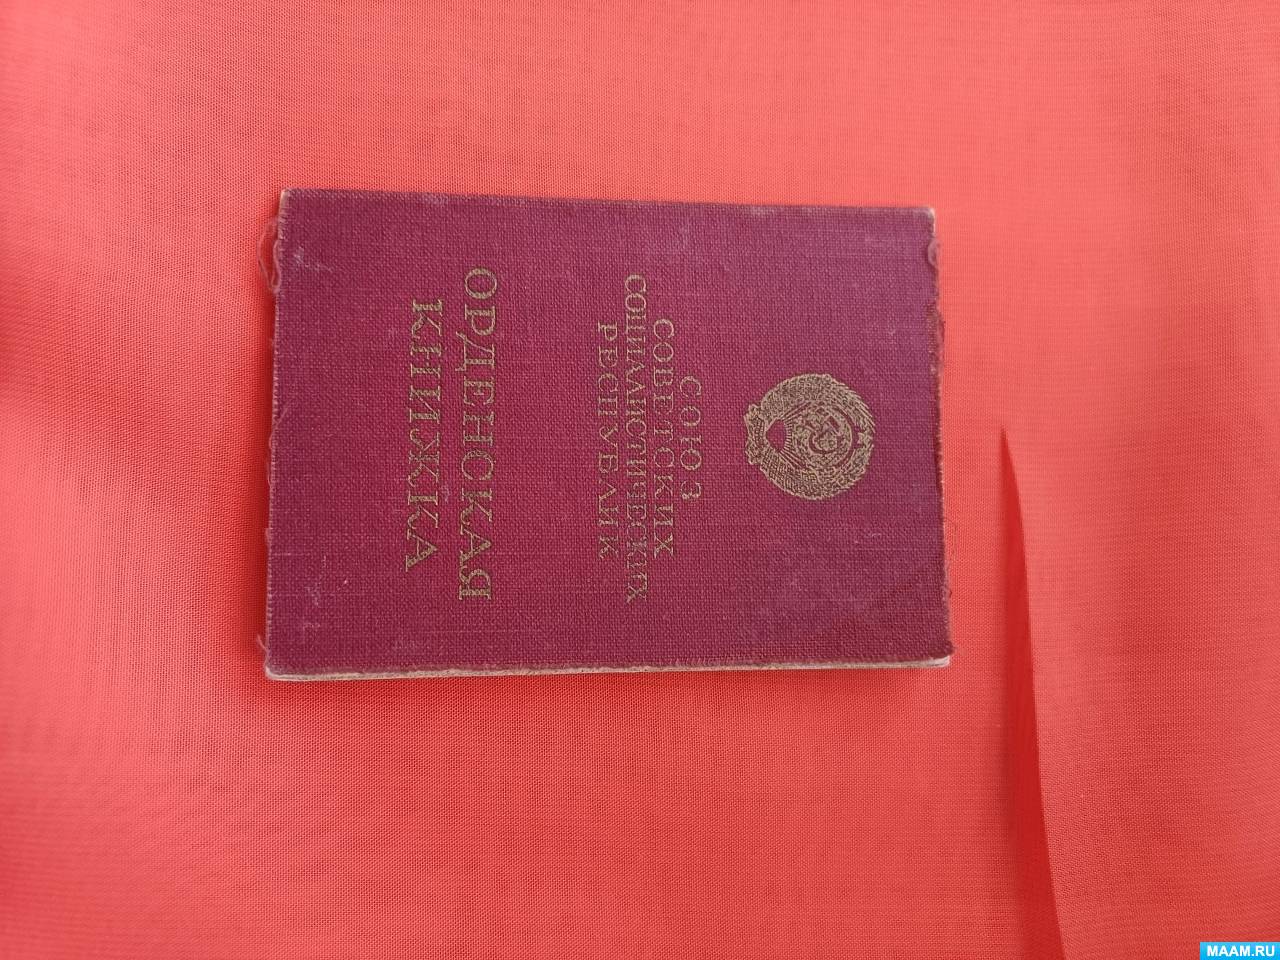 СОЮЗ
СОВЕТСКИХ
СОЦИАЛИСТИЧЕСКИХ
РЕСПУБЛИК
ОРДЕНСКАЯ
КНИЖКА
MAAM.RU